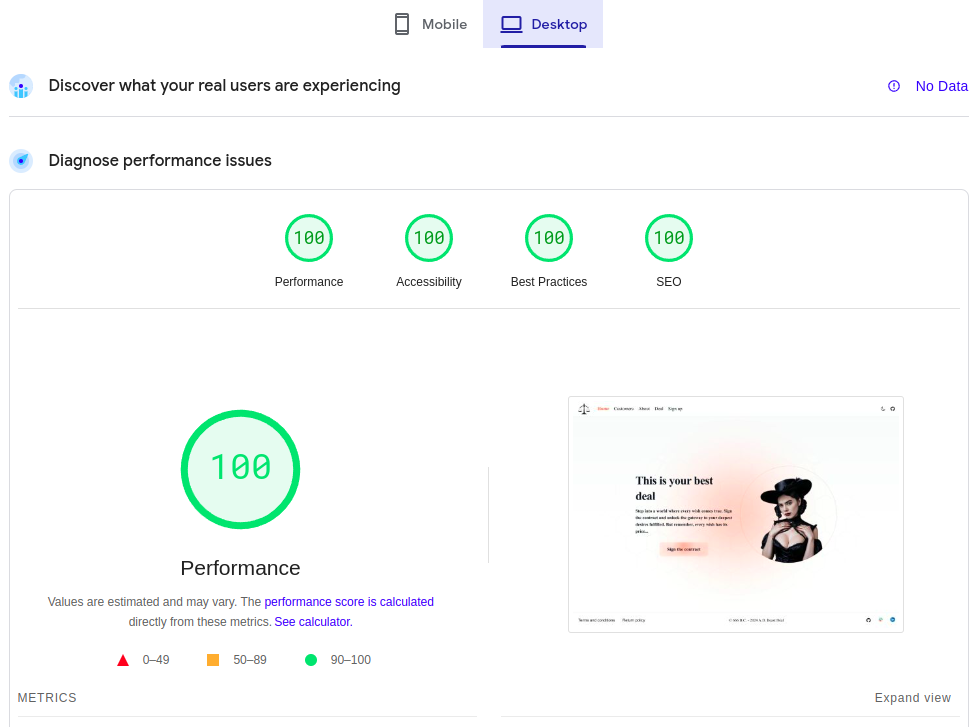 Mobile
Desktop
Discover what your real users are experiencing
No Data
Diagnose performance issues
100
100
100
100
Performance
Accessibility
Best Practices
SEO
100
Performance
Values are estimated and may vary. The performance score is calculated
directly from these metrics. See calculator.
0–49
50–89
90–100
Home Customers About Deal Sign up
This is your best
deal
Step into a world where every wish comes true. Sign
the contract and unlock the gateway to your deepest
desires fulfilled. But remember, every wish has its
price...
Sign the contract
Terms and conditions
Return policy
METRICS
Expand view